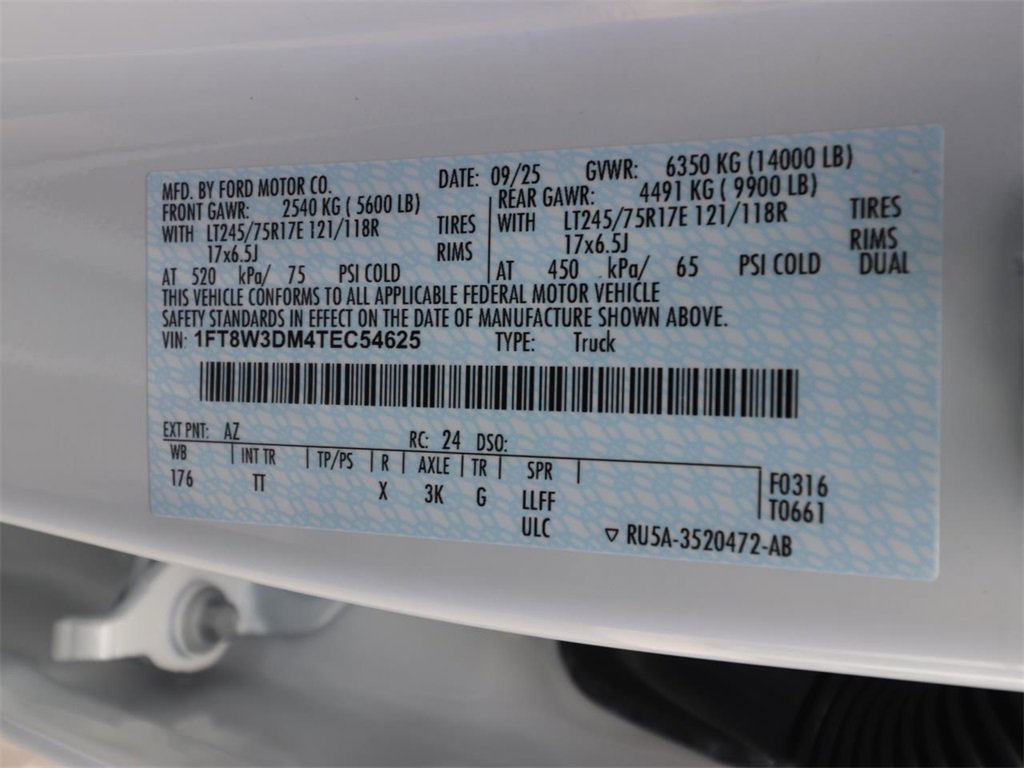 MFD. BY FORD MOTOR CO. DATE: 09/25 GVWR: 6350 KG (14000 LB)
FRONT GAWR: 2540 KG ( 5600 LB) REAR GAWR: 4491 KG ( 9900 LB)
WITH LT245/75R17E 121/118R TIRES WITH LT245/75R17E 121/118R TIRES
17x6.5J RIMS 17x6.5J RIMS
AT 520 kPa/ 75 PSI COLD AT 450 kPa/ 65 PSI COLD DUAL
THIS VEHICLE CONFORMS TO ALL APPLICABLE FEDERAL MOTOR VEHICLE
SAFETY STANDARDS IN EFFECT ON THE DATE OF MANUFACTURE SHOWN ABOVE.
VIN: 1FT8W3DM4TEC54625 TYPE: Truck
EXT PNT: AZ RC: 24 DSO:
WB INT TR TP/PS R AXLE TR SPR
176 TT X 3K G LLFF F0316
ULC T0661
RU5A-3520472-AB